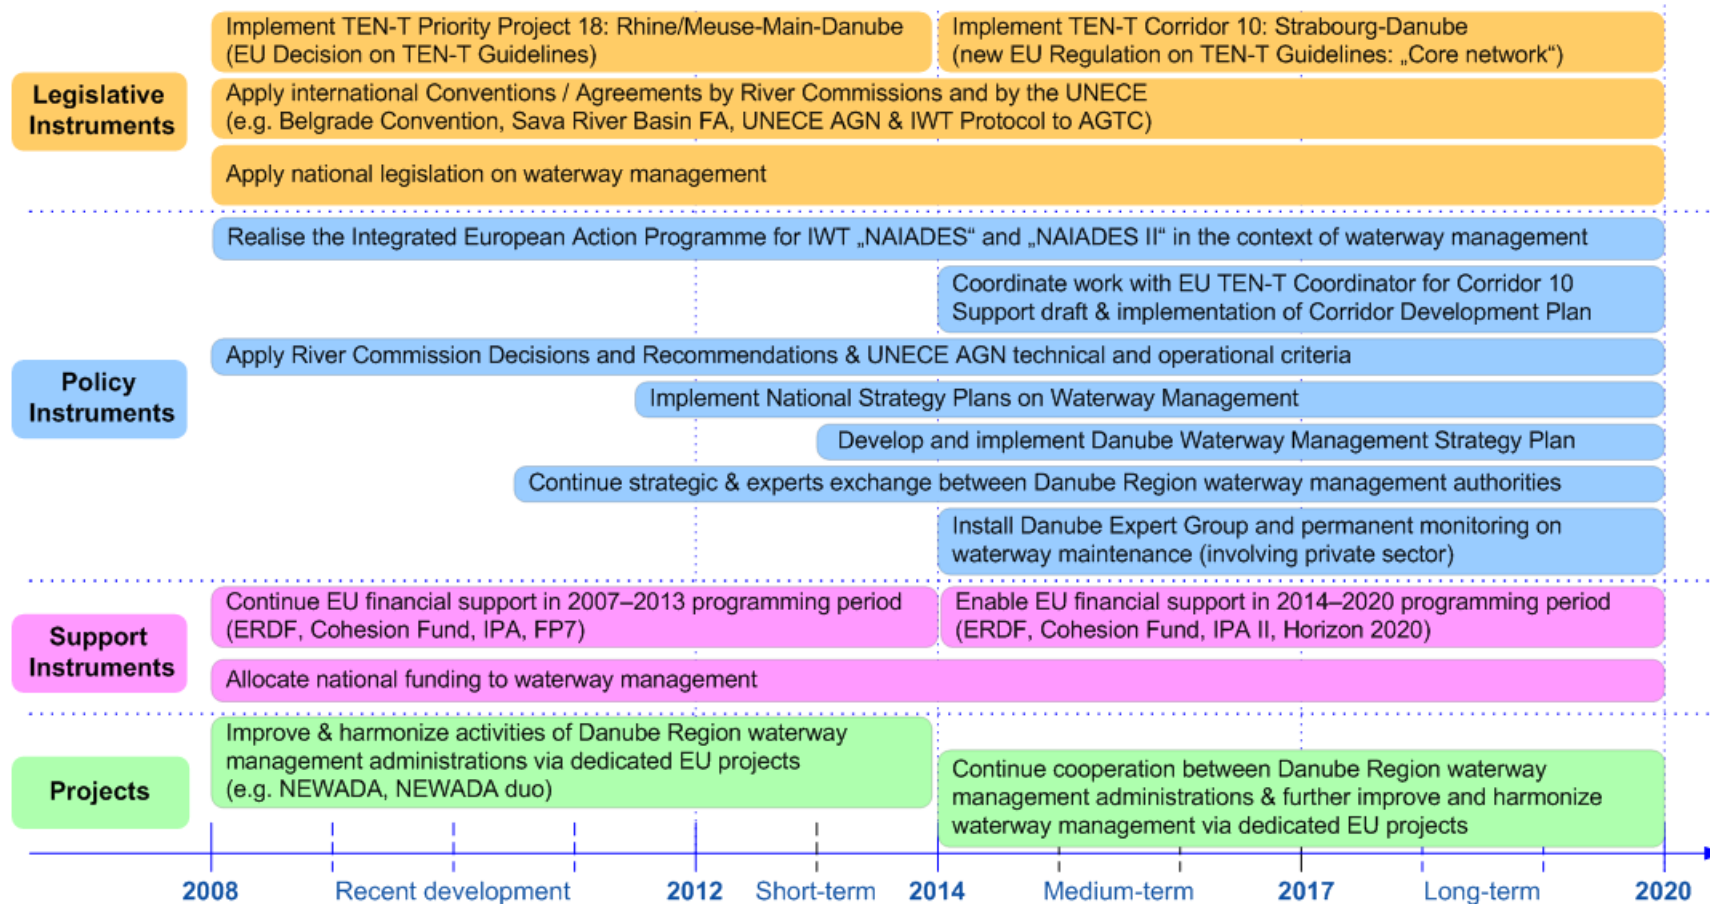 Implement TEN-T Priority Project 18: Rhine/Meuse-Main-Danube
(EU Decision on TEN-T Guidelines)
Implement TEN-T Corridor 10: Strabourg-Danube
(new EU Regulation on TEN-T Guidelines: „Core network“)
Legislative
Instruments
Apply international Conventions / Agreements by River Commissions and by the UNECE
(e.g. Belgrade Convention, Sava River Basin FA, UNECE AGN & IWT Protocol to AGTC)
Apply national legislation on waterway management
Realise the Integrated European Action Programme for IWT „NAIADES“ and „NAIADES II“ in the context of waterway management
Coordinate work with EU TEN-T Coordinator for Corridor 10
Support draft & implementation of Corridor Development Plan
Policy
Instruments
Apply River Commission Decisions and Recommendations & UNECE AGN technical and operational criteria
Implement National Strategy Plans on Waterway Management
Develop and implement Danube Waterway Management Strategy Plan
Continue strategic & experts exchange between Danube Region waterway management authorities
Install Danube Expert Group and permanent monitoring on
waterway maintenance (involving private sector)
Support
Instruments
Continue EU financial support in 2007–2013 programming period
(ERDF, Cohesion Fund, IPA, FP7)
Enable EU financial support in 2014–2020 programming period
(ERDF, Cohesion Fund, IPA II, Horizon 2020)
Allocate national funding to waterway management
Projects
Improve & harmonize activities of Danube Region waterway
management administrations via dedicated EU projects
(e.g. NEWADA, NEWADA duo)
Continue cooperation between Danube Region waterway
management administrations & further improve and harmonize
waterway management via dedicated EU projects
2008 Recent development 2012 Short-term 2014 Medium-term 2017 Long-term 2020